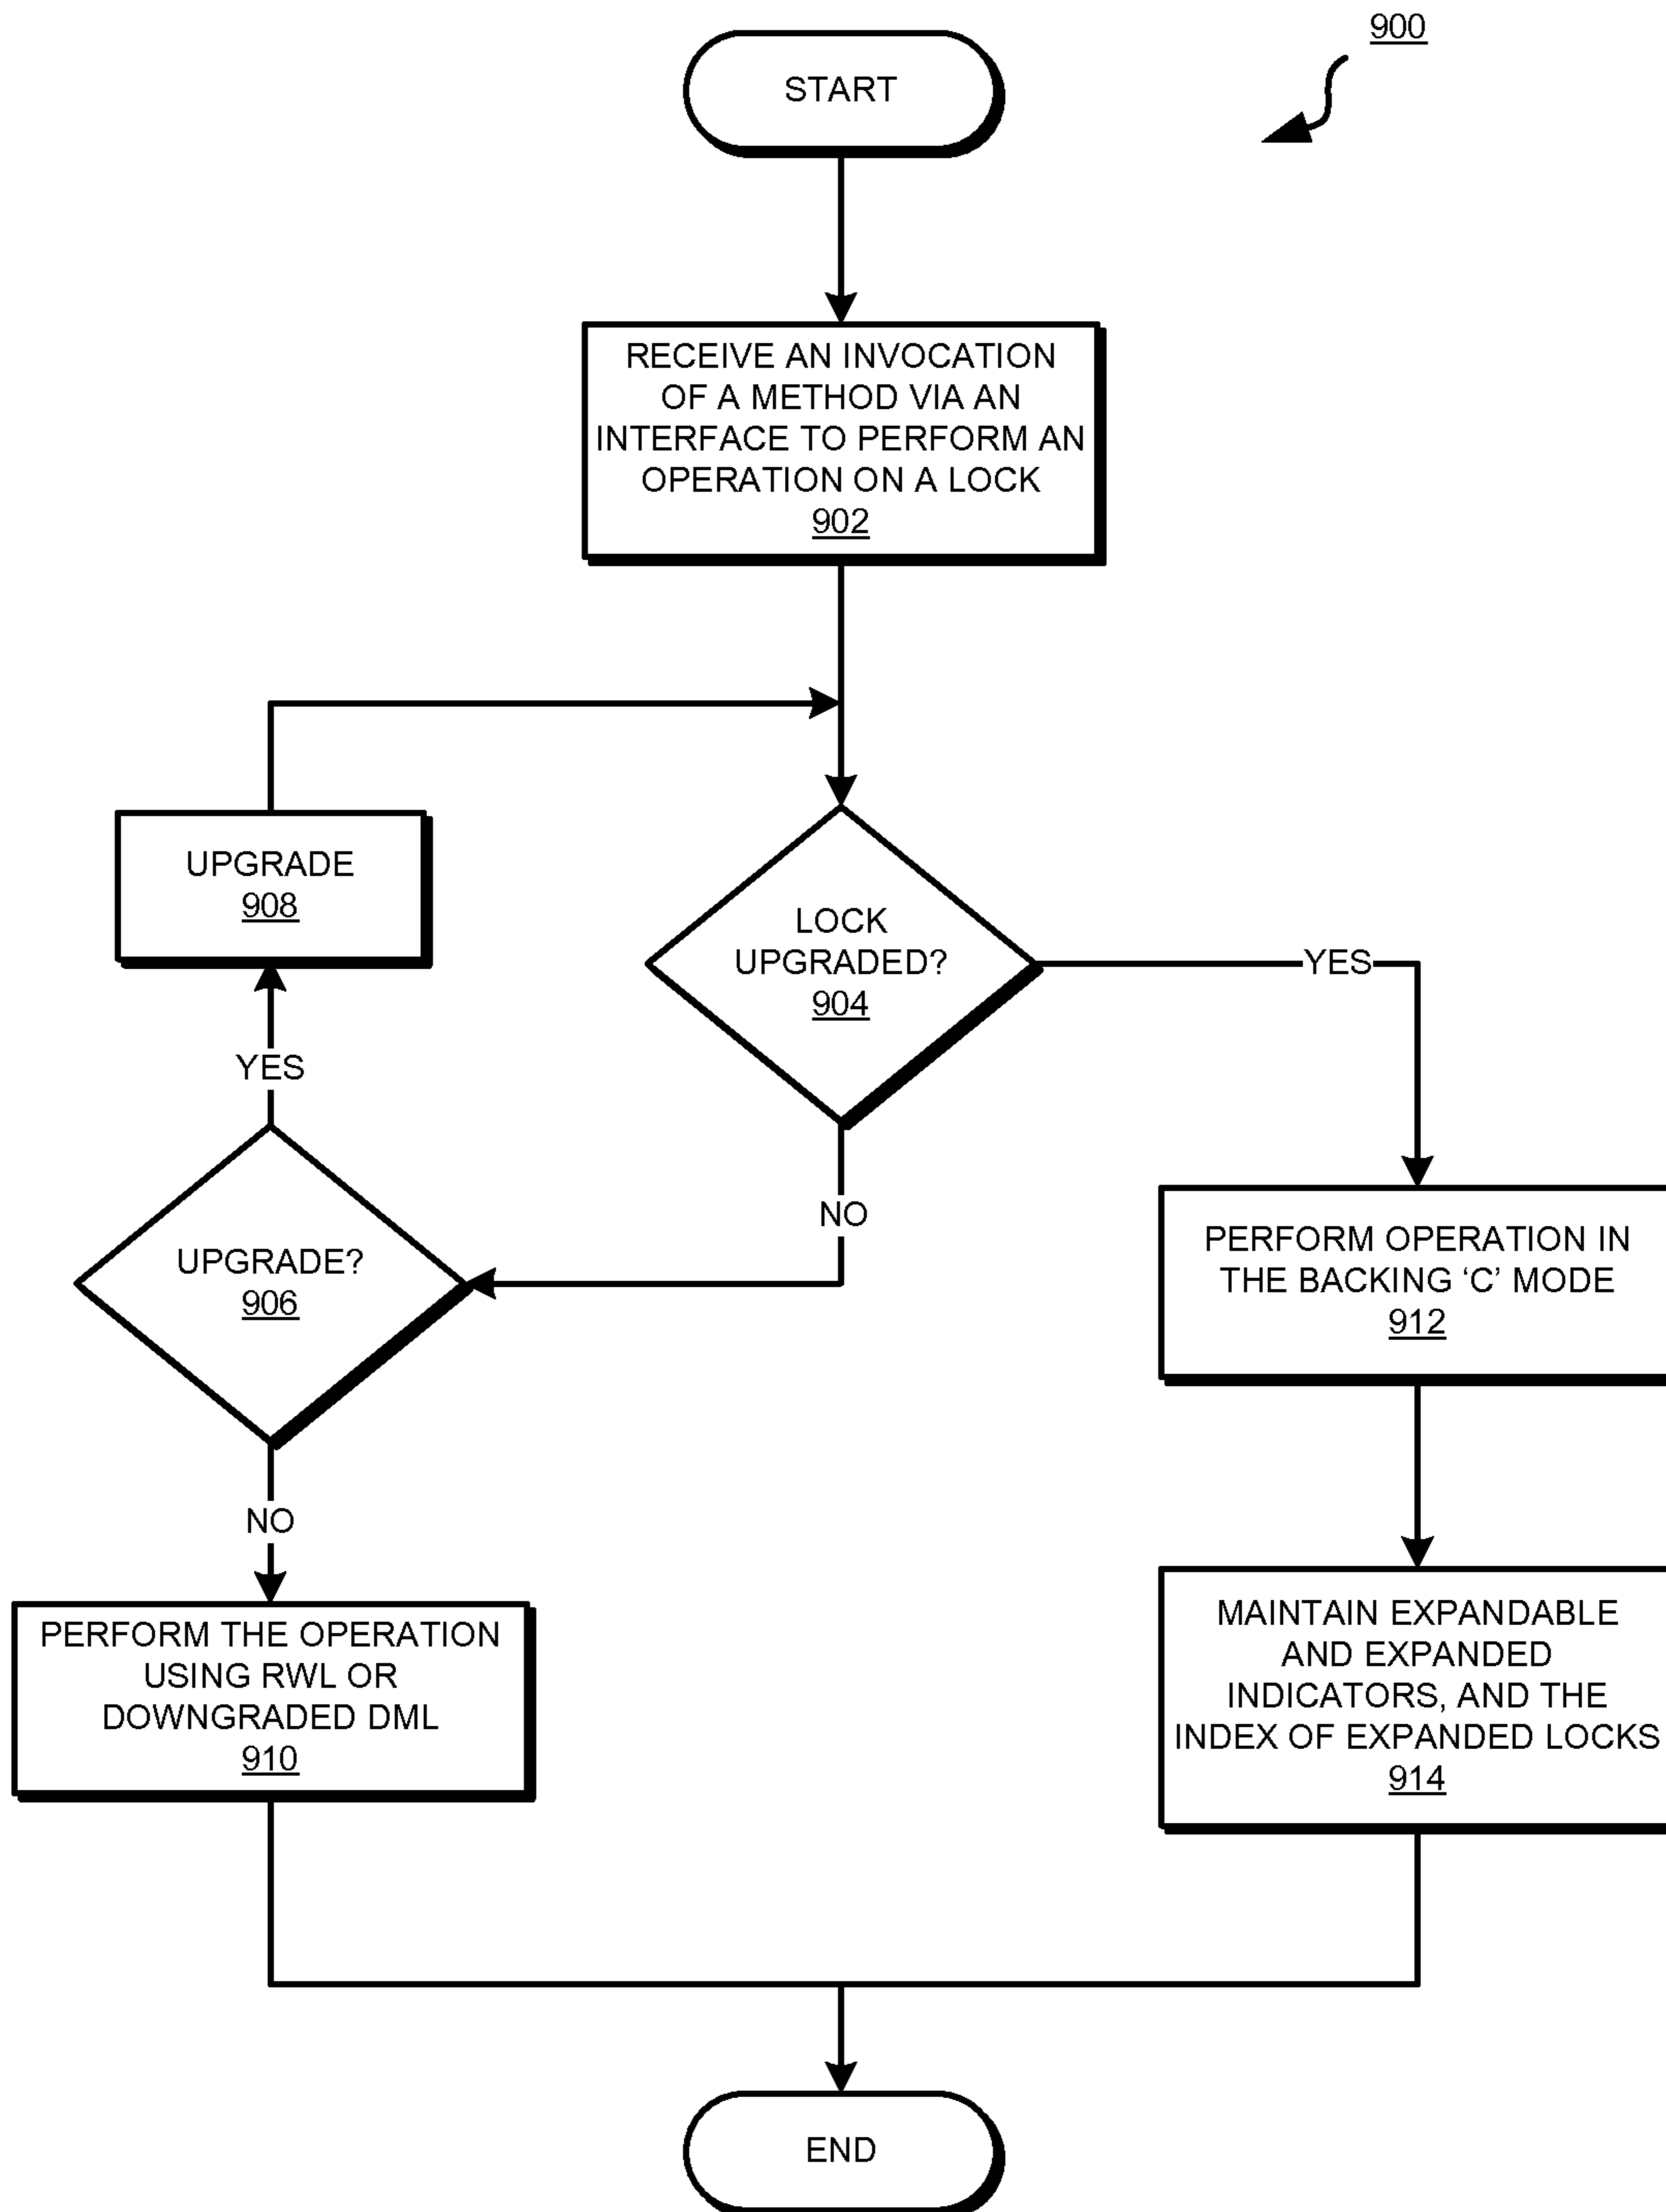 900
START
RECEIVE AN INVOCATION
OF A METHOD VIA AN
INTERFACE TO PERFORM AN
OPERATION ON A LOCK
902
UPGRADE
908
LOCK
UPGRADED?
904
YES
YES
NO
UPGRADE?
906
PERFORM OPERATION IN
THE BACKING ‘C’ MODE
912
NO
PERFORM THE OPERATION
USING RWL OR
DOWNGRADED DML
910
MAINTAIN EXPANDABLE
AND EXPANDED
INDICATORS, AND THE
INDEX OF EXPANDED LOCKS
914
END